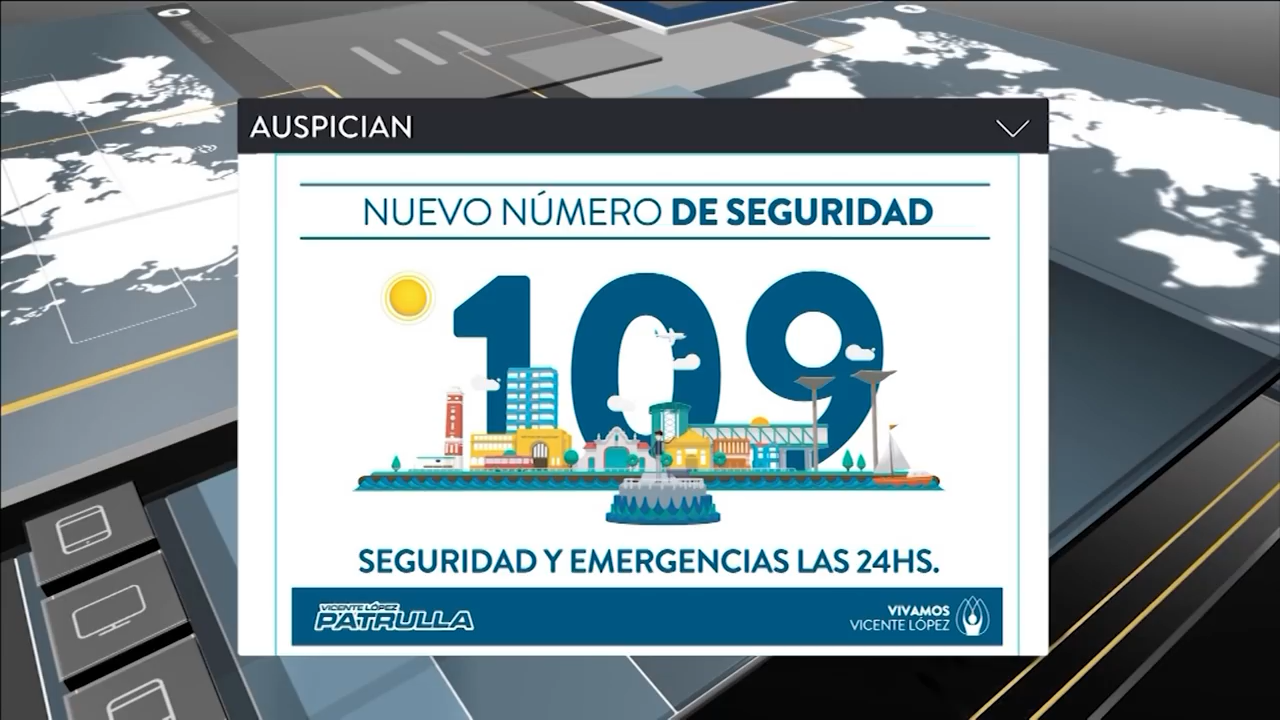 AUSPICIAN
NUEVO NÚMERO DE SEGURIDAD
109
SEGURIDAD Y EMERGENCIAS LAS 24HS.
VICENTE LÓPEZ
PATRULLA
VIVAMOS
VICENTE LÓPEZ